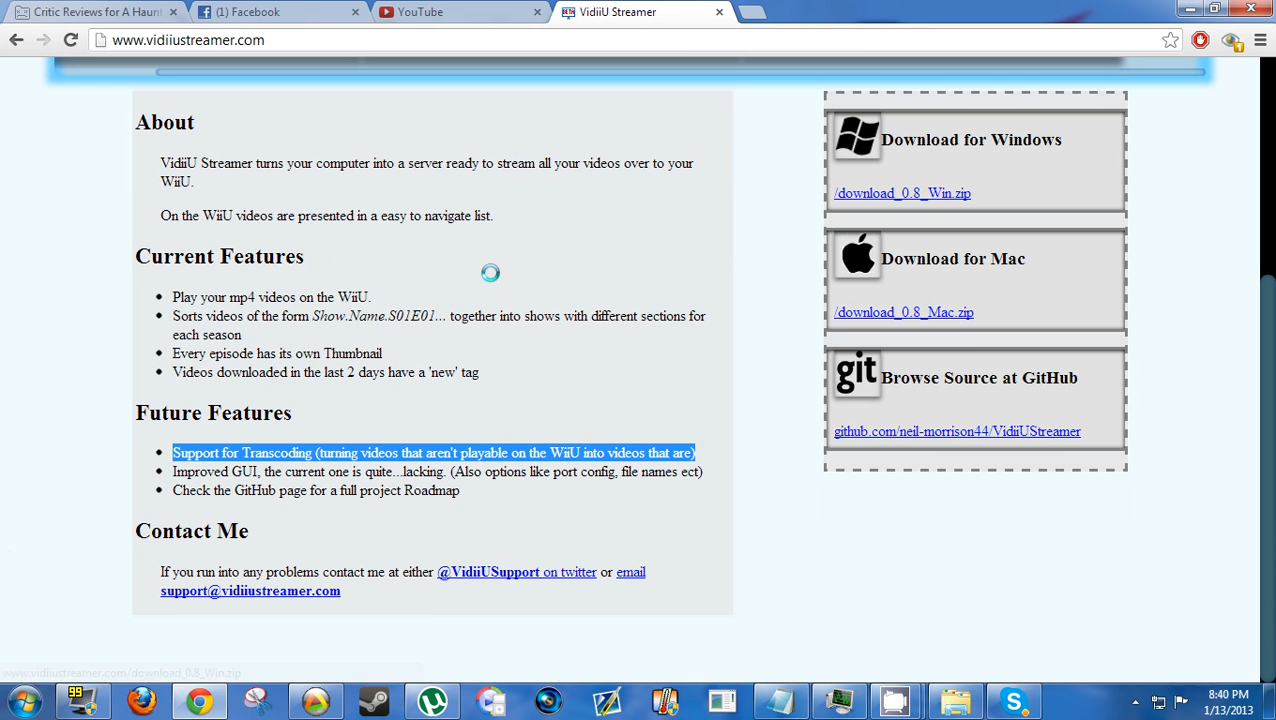 Critic Reviews for A Haunt
(1) Facebook
YouTube
VidiiU Streamer
www.vidiiustreamer.com
1
About
VidiiU Streamer turns your computer into a server ready to stream all your videos over to your
WiiU.
On the WiiU videos are presented in a easy to navigate list.
Current Features
Play your mp4 videos on the WiiU.
Sorts videos of the form Show.Name.S01E01... together into shows with different sections for
each season
Every episode has its own Thumbnail
Videos downloaded in the last 2 days have a 'new' tag
Future Features
Support for Transcoding (turning videos that aren't playable on the WiiU into videos that are)
Improved GUI, the current one is quite...lacking. (Also options like port config, file names ect)
Check the GitHub page for a full project Roadmap
Contact Me
If you run into any problems contact me at either @VidiiUSupport on twitter or email
support@vidiiustreamer.com
Download for Windows
/download_0.8_Win.zip
Download for Mac
/download_0.8_Mac.zip
git
Browse Source at GitHub
github.com/neil-morrison44/VidiiUStreamer
www.vidiiustreamer.com/download_0.8_Win.zip
99
8:40 PM
1/13/2013